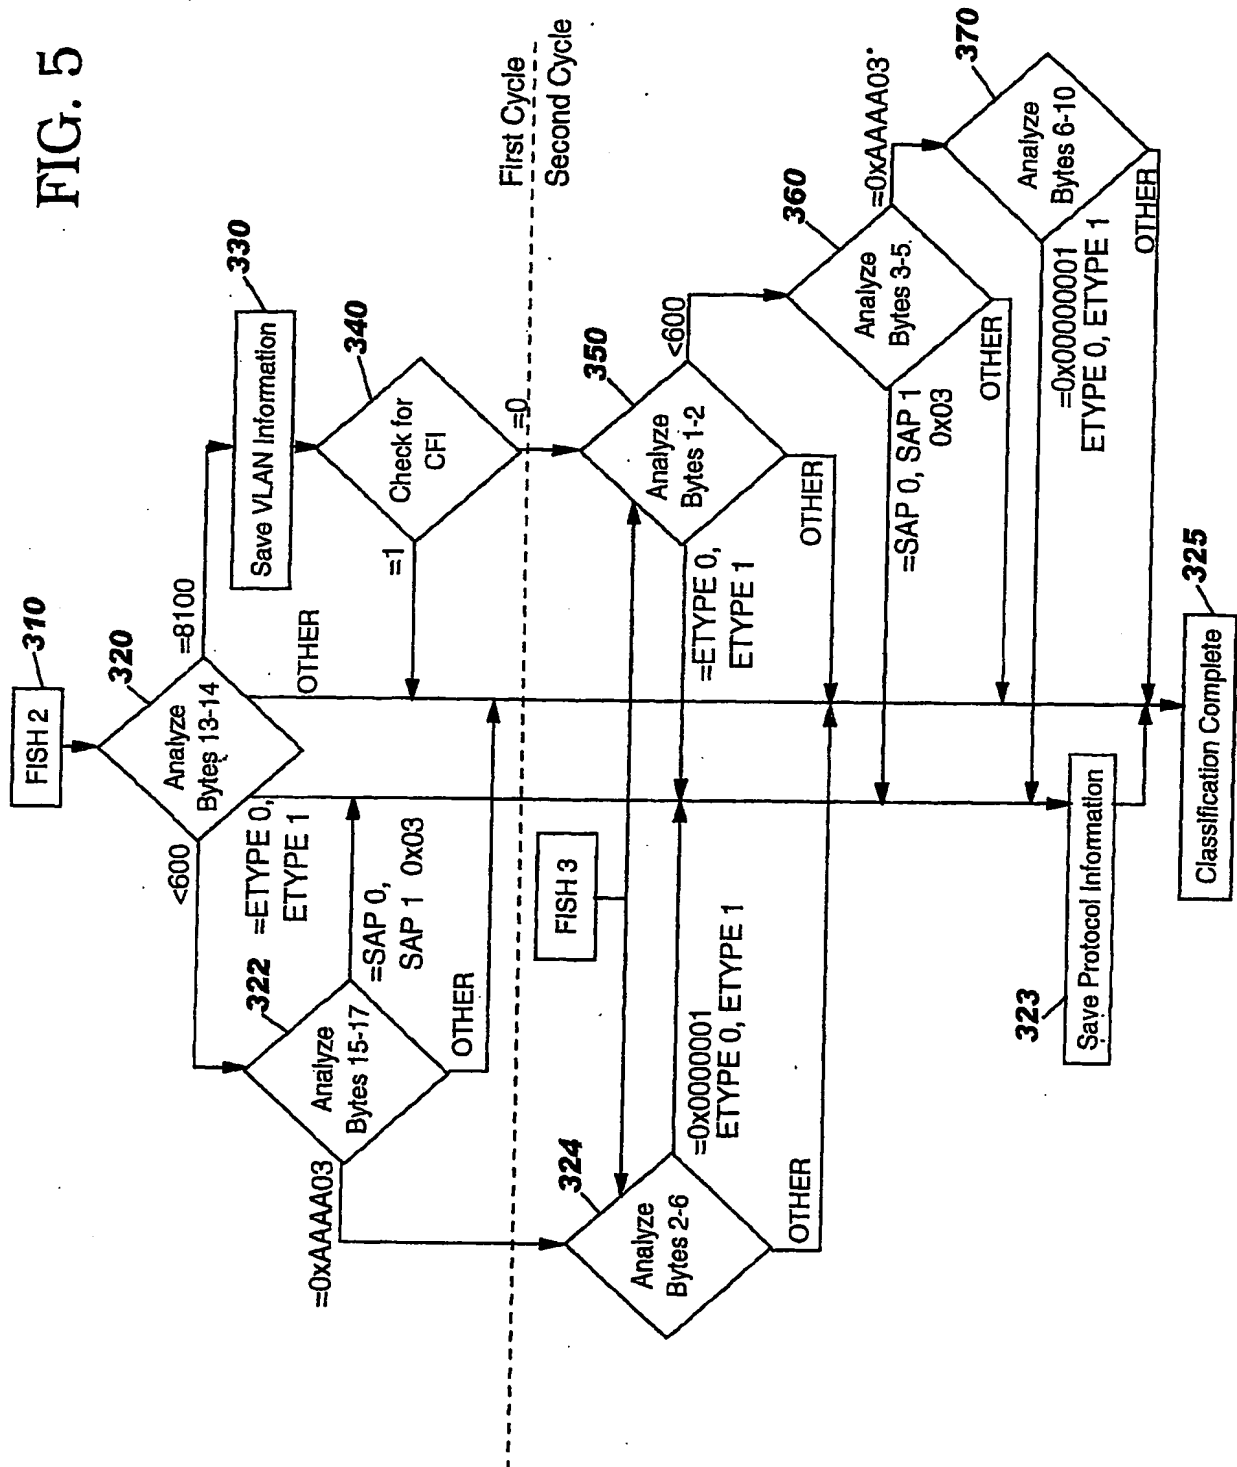 FIG. 5
FISH 2
310
320
Analyze
Bytes 13-14
=8100
<600
=ETYPE 0,
ETYPE 1
OTHER
330
Save VLAN Information
340
Check for
CFI
=1
=0
322
Analyze
Bytes 15-17
=SAP 0,
SAP 1 0x03
OTHER
=0xAAAA03
First Cycle
Second Cycle
FISH 3
324
Analyze
Bytes 2-6
=0x0000001
ETYPE 0, ETYPE 1
OTHER
350
Analyze
Bytes 1-2
<600
=ETYPE 0,
ETYPE 1
OTHER
360
Analyze
Bytes 3-5
=0xAAAA03
=SAP 0, SAP 1
0x03
OTHER
370
Analyze
Bytes 6-10
=0x00000001
ETYPE 0, ETYPE 1
OTHER
323
Save Protocol Information
325
Classification Complete